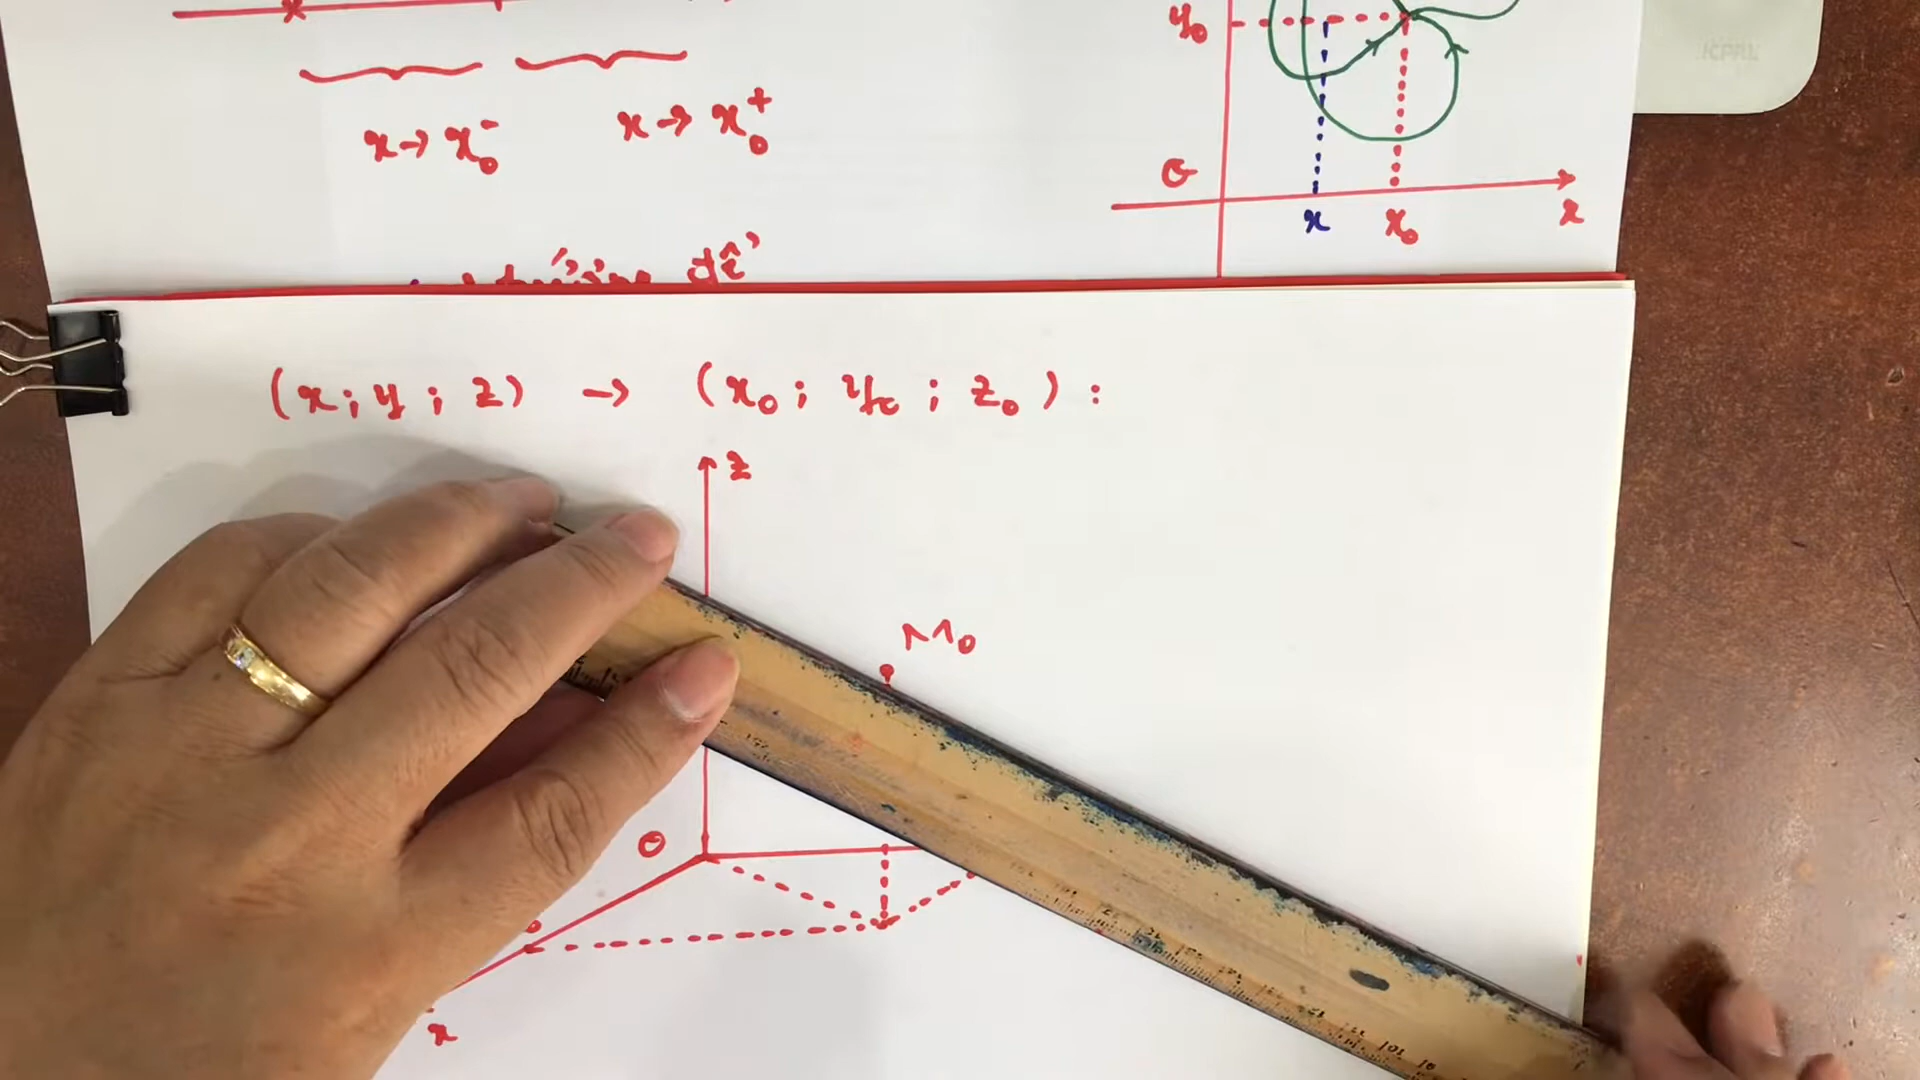 y₀
x → x₀⁻
x → x₀⁺
O
x
x₀
x
(x; y; z) → (x₀; y₀; z₀):
z
M₀
O
x